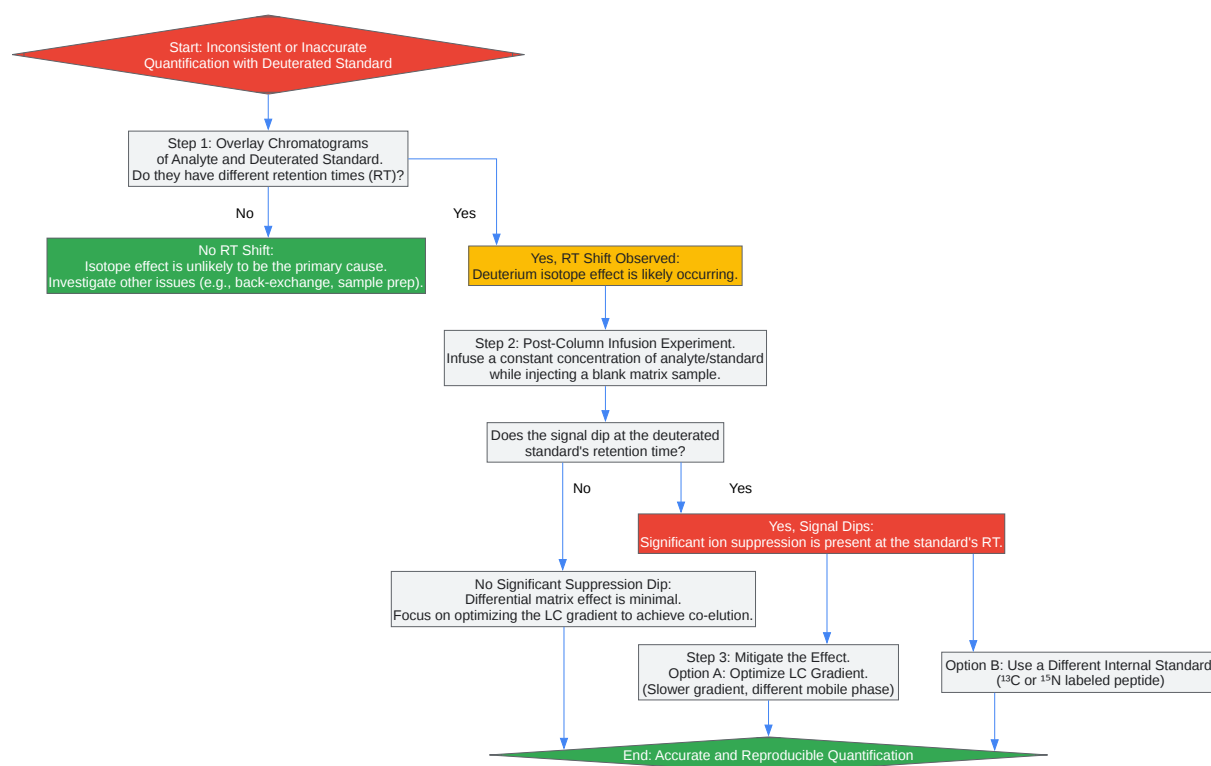 Start: Inconsistent or Inaccurate
Quantification with Deuterated Standard
Step 1: Overlay Chromatograms
of Analyte and Deuterated Standard.
Do they have different retention times (RT)?
No
Yes
No RT Shift:
Isotope effect is unlikely to be the primary cause.
Investigate other issues (e.g., back-exchange, sample prep).
Yes, RT Shift Observed:
Deuterium isotope effect is likely occurring.
Step 2: Post-Column Infusion Experiment.
Infuse a constant concentration of analyte/standard
while injecting a blank matrix sample.
Does the signal dip at the deuterated
standard's retention time?
No
Yes
Yes, Signal Dips:
Significant ion suppression is present at the standard's RT.
No Significant Suppression Dip:
Differential matrix effect is minimal.
Focus on optimizing the LC gradient to achieve co-elution.
Step 3: Mitigate the Effect.
Option A: Optimize LC Gradient.
(Slower gradient, different mobile phase)
Option B: Use a Different Internal Standard
(¹³C or ¹⁵N labeled peptide)
End: Accurate and Reproducible Quantification